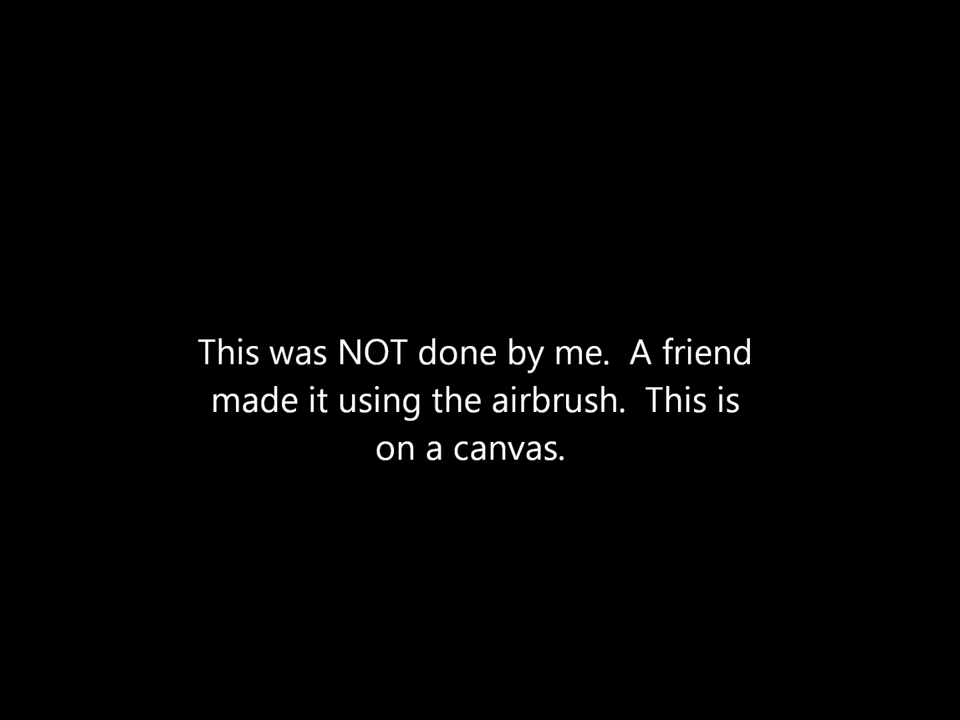 This was NOT done by me.  A friend
made it using the airbrush.  This is
on a canvas.